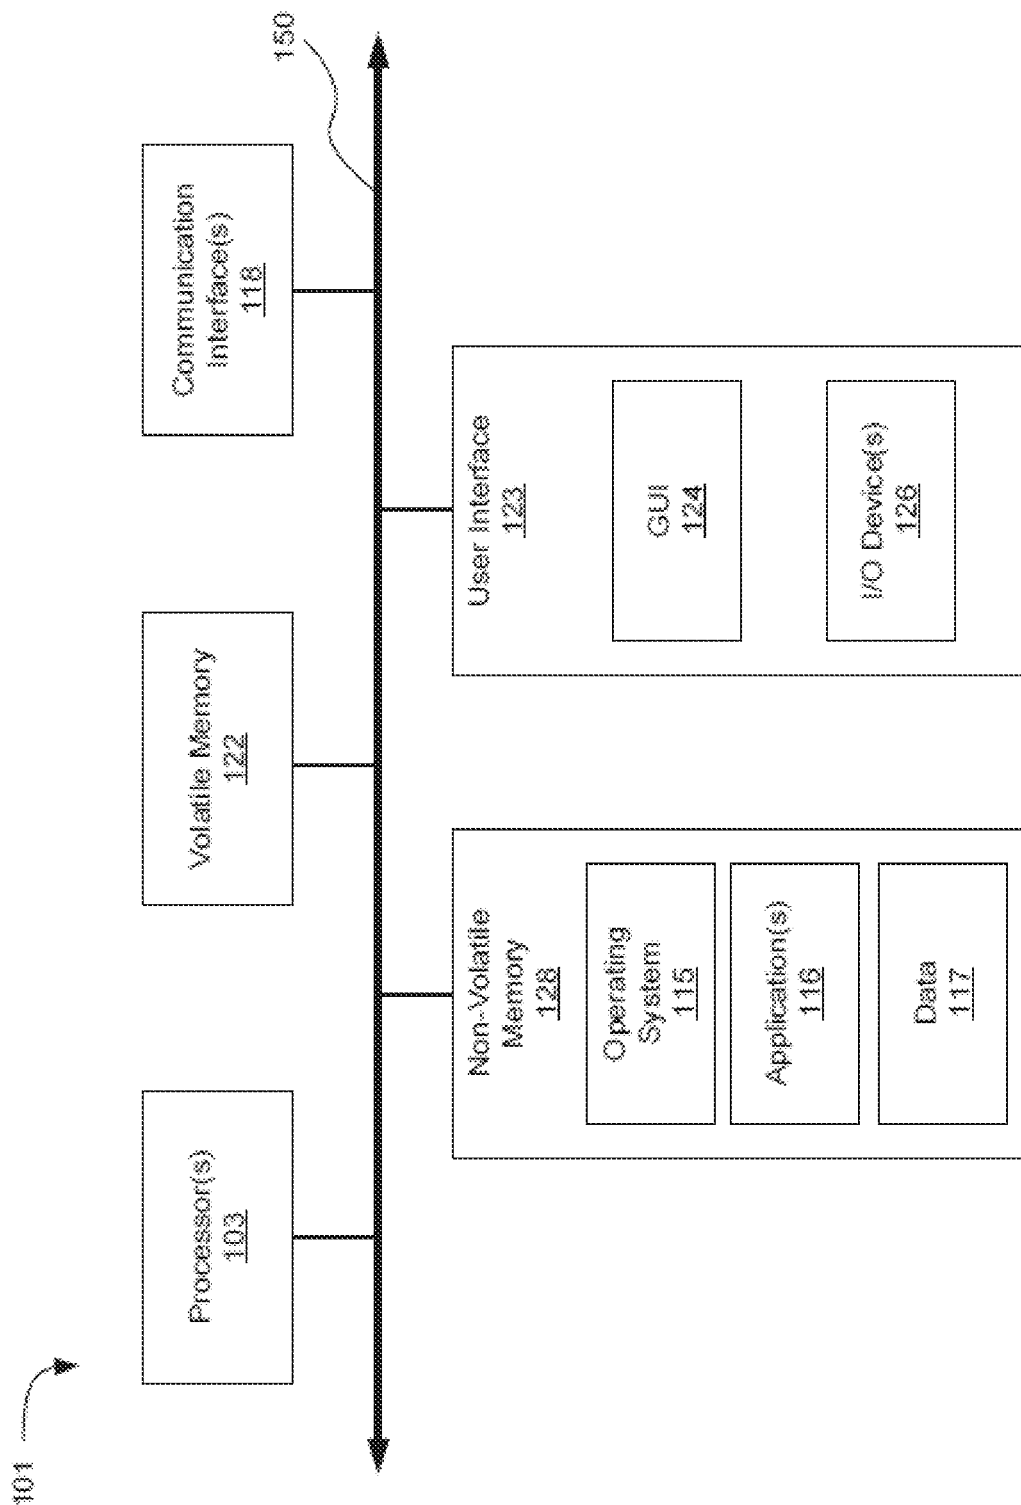 101
Processor(s)
103
Volatile Memory
122
Communication
Interface(s)
118
150
Non-Volatile
Memory
128
Operating
System
115
Application(s)
116
Data
117
User Interface
123
GUI
124
I/O Device(s)
126